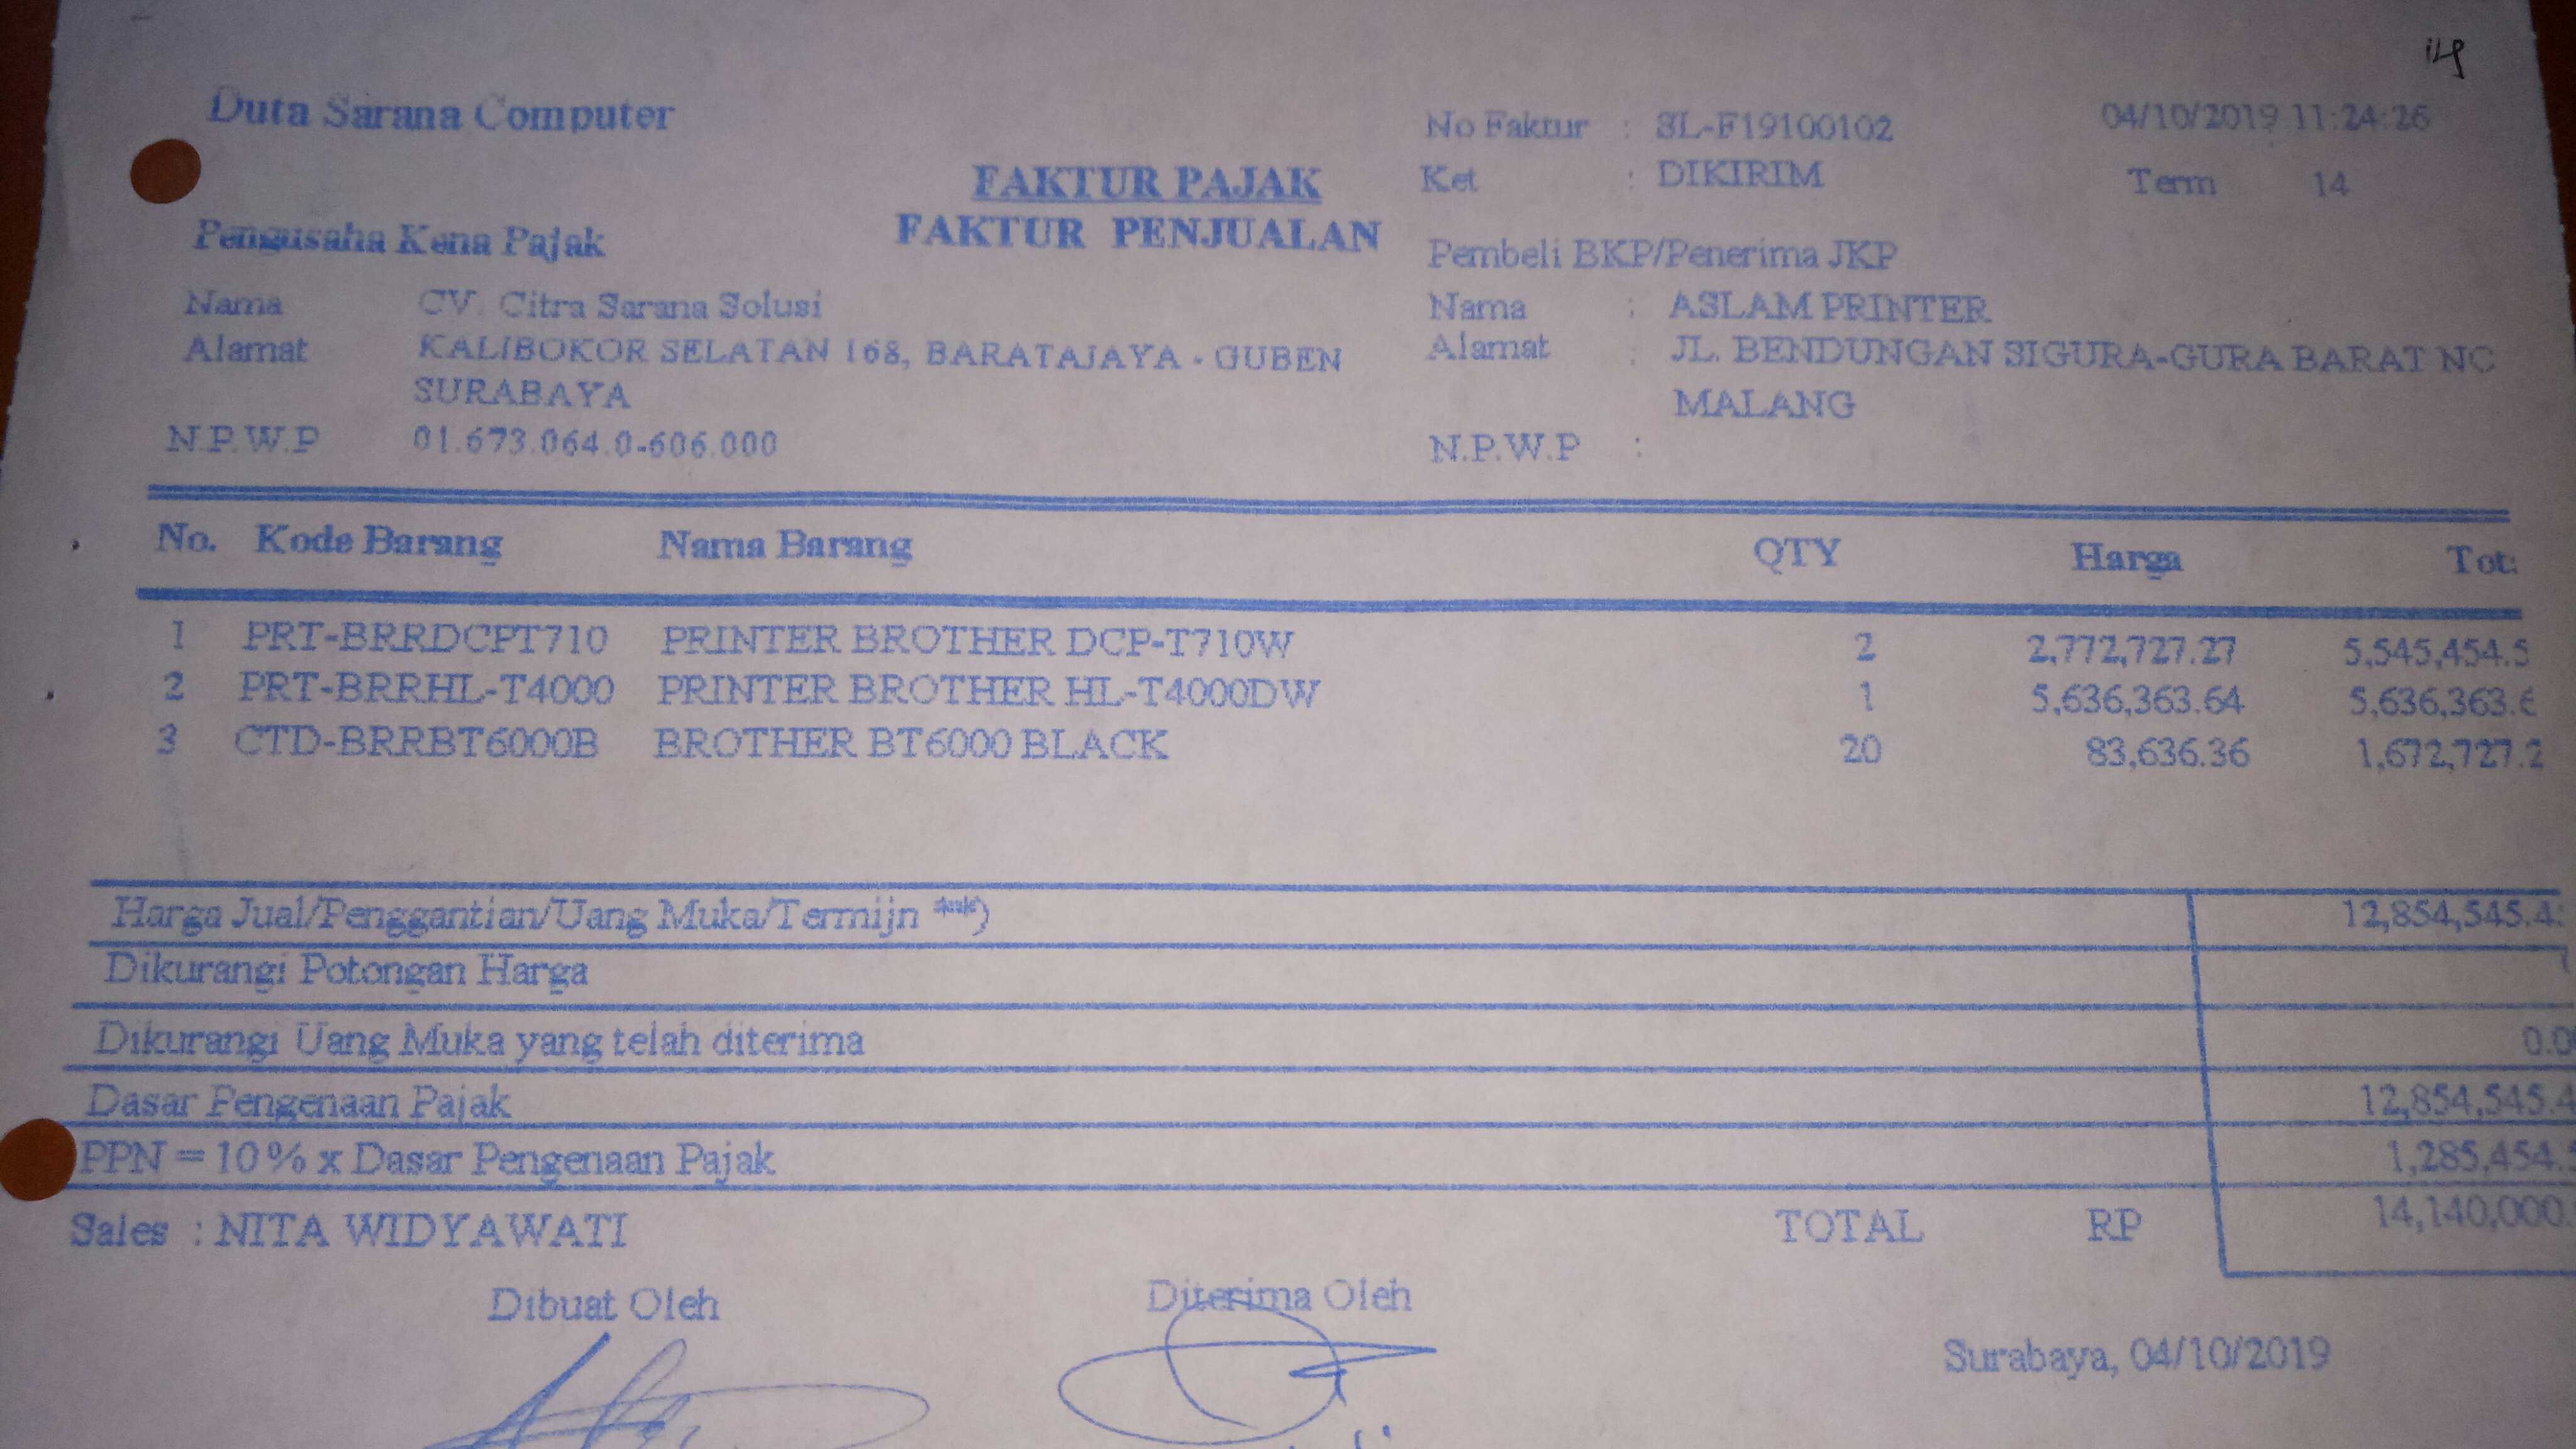 Duta Sarana Computer
No Faktur : SL-F19100102 04/10/2019 11:24:26
Ket : DIKIRIM Term 14
FAKTUR PAJAK
FAKTUR PENJUALAN
Pengusaha Kena Pajak
Pembeli BKP/Penerima JKP
Nama CV. Citra Sarana Solusi
Alamat KALIBOKOR SELATAN 168, BARATAJAYA - GUBEN
SURABAYA
N.P.W.P 01.673.064.0-606.000
Nama : ASLAM PRINTER
Alamat : JL. BENDUNGAN SIGURA-GURA BARAT NO
MALANG
N.P.W.P :
No. Kode Barang Nama Barang QTY Harga Tot
1 PRT-BRRDCPT710 PRINTER BROTHER DCP-T710W 2 2,772,727.27 5,545,454.5
2 PRT-BRRHL-T4000 PRINTER BROTHER HL-T4000DW 1 5,636,363.64 5,636,363.6
3 CTD-BRRBT6000B BROTHER BT6000 BLACK 20 83,636.36 1,672,727.2
Harga Jual/Penggantian/Uang Muka/Termijn ***) 12,854,545.4
Dikurangi Potongan Harga
Dikurangi Uang Muka yang telah diterima 0.0
Dasar Pengenaan Pajak 12,854,545.4
PPN = 10% x Dasar Pengenaan Pajak 1,285,454.5
Sales : NITA WIDYAWATI TOTAL RP 14,140,000.
Dibuat Oleh Diterima Oleh
Surabaya, 04/10/2019